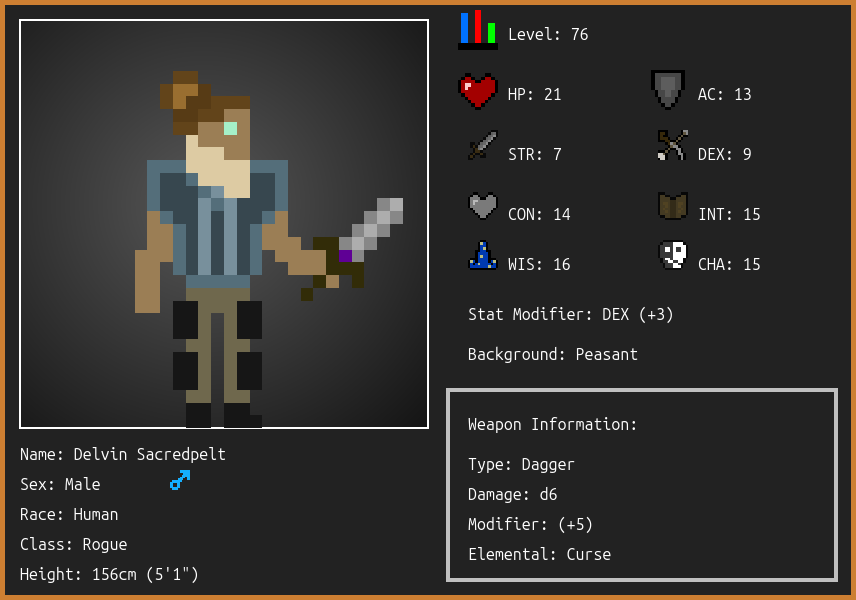 Level: 76
HP: 21
AC: 13
STR: 7
DEX: 9
CON: 14
INT: 15
WIS: 16
CHA: 15
Stat Modifier: DEX (+3)
Background: Peasant
Weapon Information:
Type: Dagger
Damage: d6
Modifier: (+5)
Elemental: Curse
Name: Delvin Sacredpelt
Sex: Male
Race: Human
Class: Rogue
Height: 156cm (5'1")